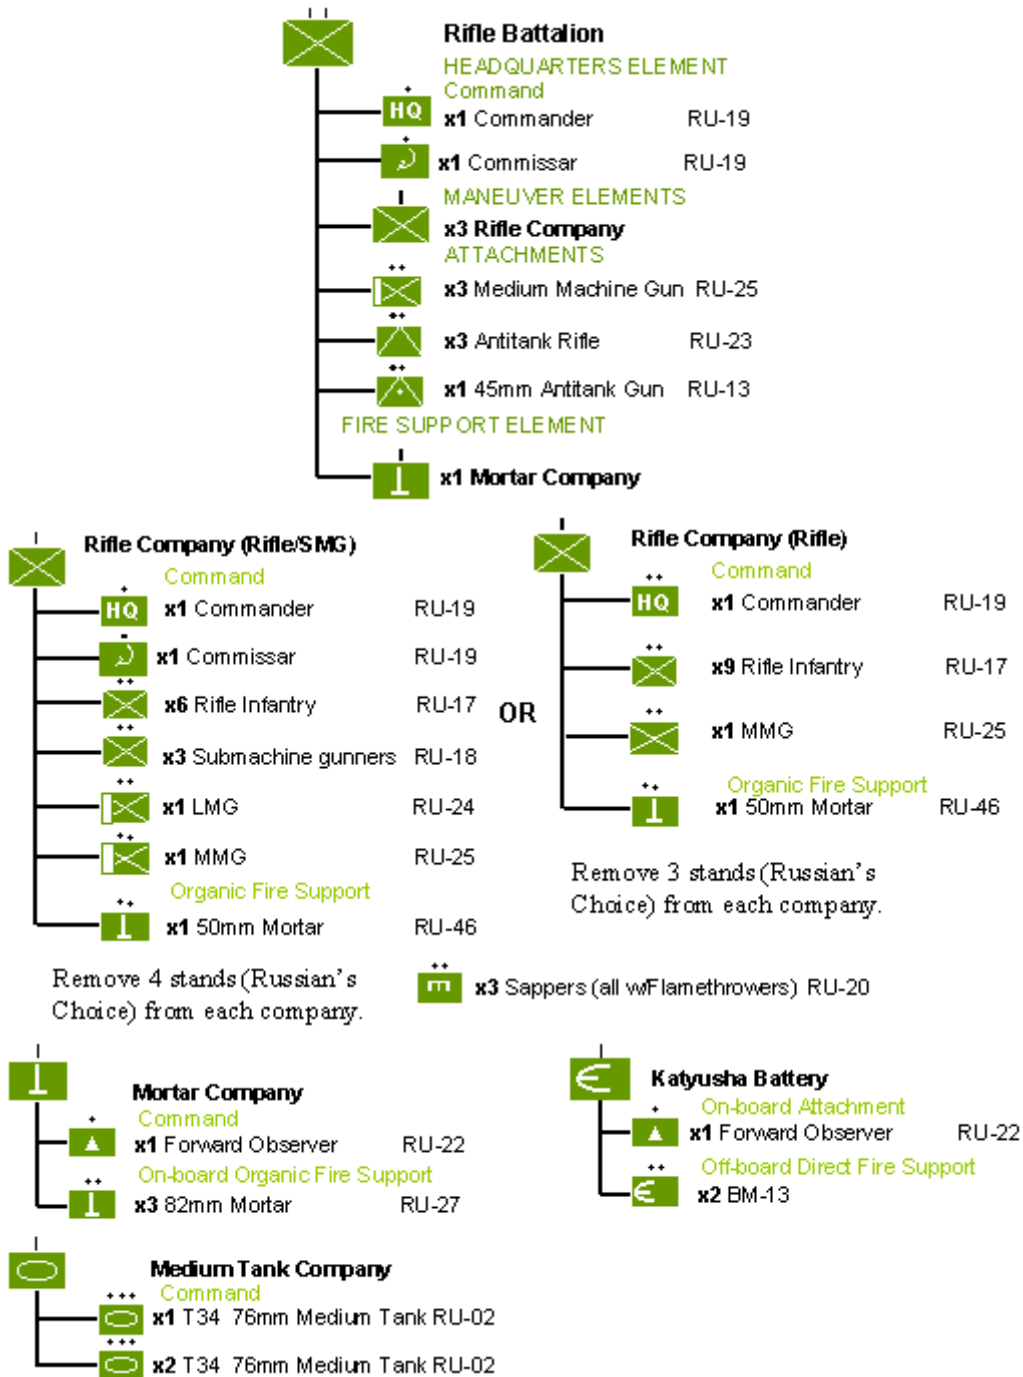 Rifle Battalion
HEADQUARTERS ELEMENT
Command
HQ x1 Commander RU-19
x1 Commissar RU-19
MANEUVER ELEMENTS
x3 Rifle Company
ATTACHMENTS
x3 Medium Machine Gun RU-25
x3 Antitank Rifle RU-23
x1 45mm Antitank Gun RU-13
FIRE SUPPORT ELEMENT
x1 Mortar Company
Rifle Company (Rifle/SMG)
Command
HQ x1 Commander RU-19
x1 Commissar RU-19
x6 Rifle Infantry RU-17
x3 Submachine gunners RU-18
x1 LMG RU-24
x1 MMG RU-25
Organic Fire Support
x1 50mm Mortar RU-46
Remove 4 stands (Russian's
Choice) from each company.
OR
Rifle Company (Rifle)
Command
HQ x1 Commander RU-19
x9 Rifle Infantry RU-17
x1 MMG RU-25
Organic Fire Support
x1 50mm Mortar RU-46
Remove 3 stands (Russian's
Choice) from each company.
x3 Sappers (all w/Flamethrowers) RU-20
Mortar Company
Command
x1 Forward Observer RU-22
On-board Organic Fire Support
x3 82mm Mortar RU-27
Katyusha Battery
On-board Attachment
x1 Forward Observer RU-22
Off-board Direct Fire Support
x2 BM-13
Medium Tank Company
Command
x1 T34 76mm Medium Tank RU-02
x2 T34 76mm Medium Tank RU-02